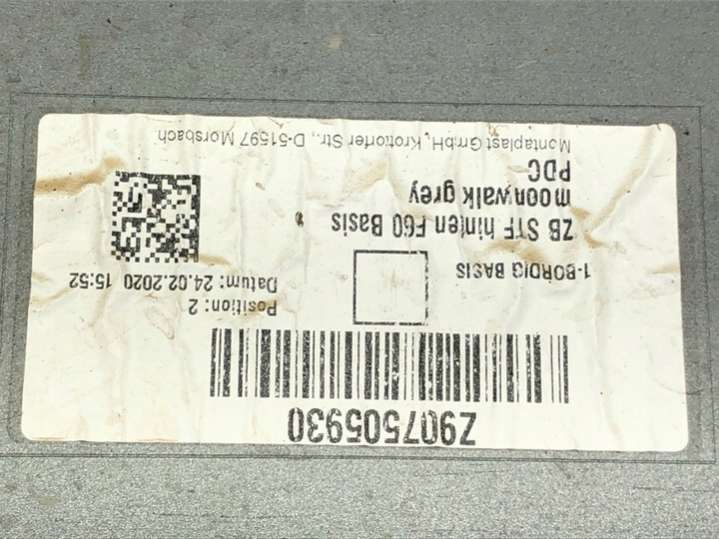 Z907505930
Position: 2
Datum: 24.02.2020 15:52
1-BORDIG BASIS
ZB STF hinten F60 Basis
moonwalk grey
PDC
Montaplast GmbH, Krottorfer Str., D-51597 Morsbach